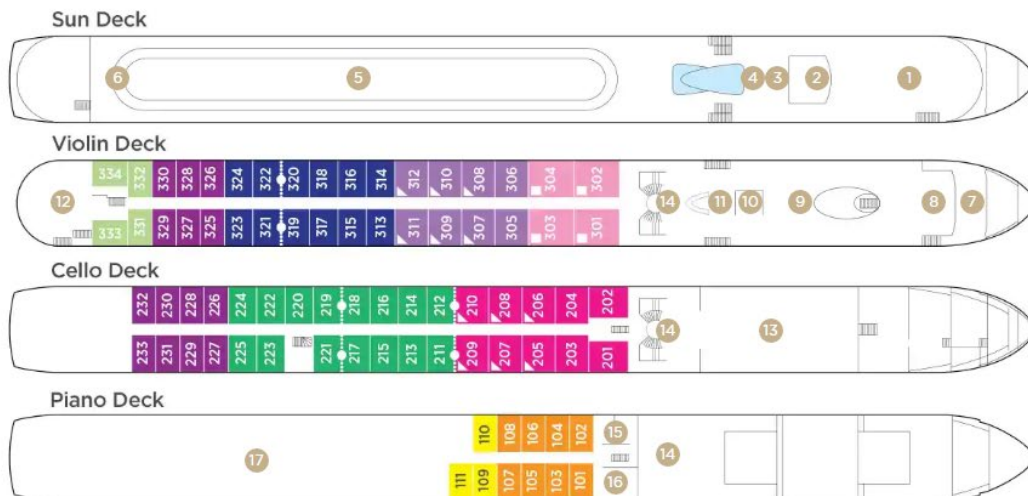 Sun Deck
6 5 4 3 2 1
Violin Deck
334 332 330 328 326 324 322 320 318 316 314 312 310 308 306 304 302
12 14 11 10 9 8 7
333 331 329 327 325 323 321 319 317 315 313 311 309 307 305 303 301
Cello Deck
232 230 228 226 224 222 220 219 218 216 214 212 210 208 206 204 202
14 13
233 231 229 227 225 223 221 217 215 213 211 209 207 205 203 201
Piano Deck
110 108 106 104 102 15
17 14
111 109 107 105 103 101 16